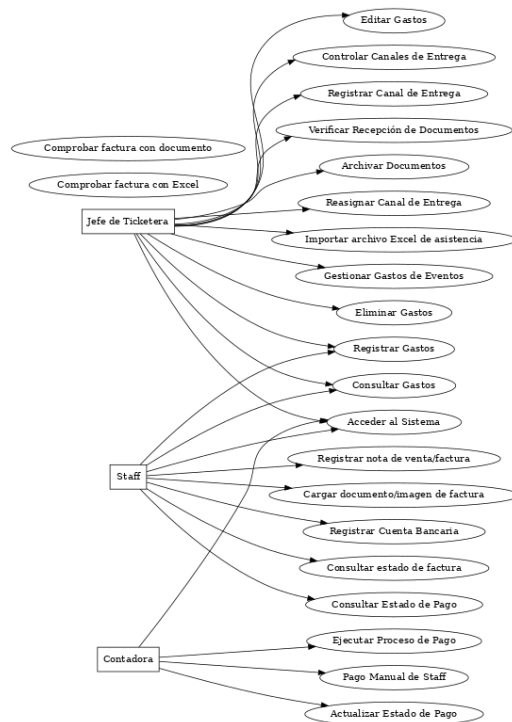 Editar Gastos
Controlar Canales de Entrega
Registrar Canal de Entrega
Verificar Recepción de Documentos
Comprobar factura con documento
Archivar Documentos
Comprobar factura con Excel
Reasignar Canal de Entrega
Jefe de Ticketera
Importar archivo Excel de asistencia
Gestionar Gastos de Eventos
Eliminar Gastos
Registrar Gastos
Consultar Gastos
Acceder al Sistema
Registrar nota de venta/factura
Staff
Cargar documento/imagen de factura
Registrar Cuenta Bancaria
Consultar estado de factura
Consultar Estado de Pago
Ejecutar Proceso de Pago
Contadora
Pago Manual de Staff
Actualizar Estado de Pago